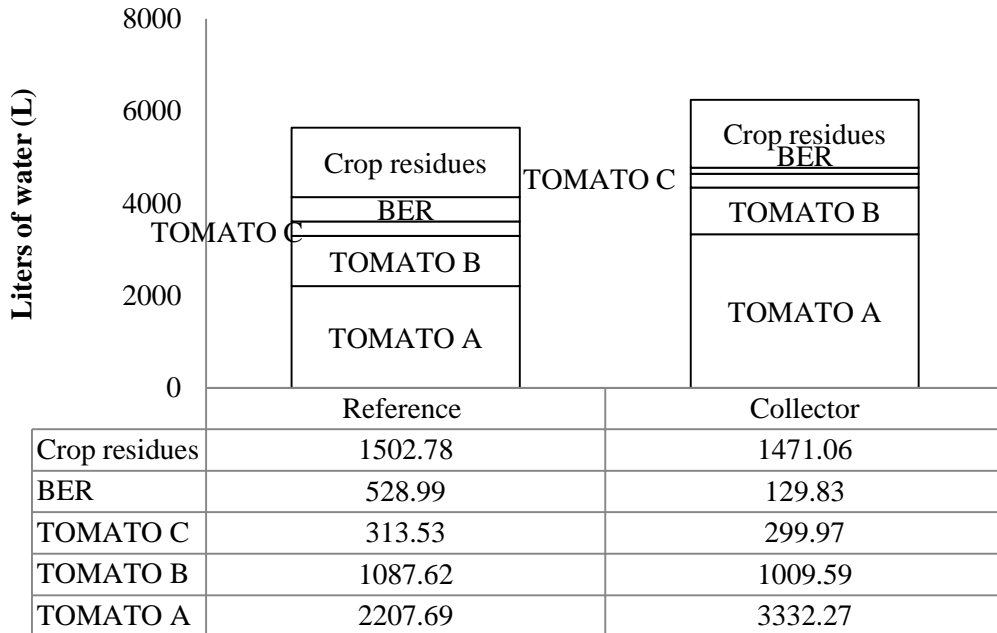 8000
6000
4000
2000
0
Liters of water (L)
Crop residues
BER
TOMATO C
TOMATO B
TOMATO A
Crop residues
BER
TOMATO C
TOMATO B
TOMATO A
Reference Collector
Crop residues 1502.78 1471.06
BER 528.99 129.83
TOMATO C 313.53 299.97
TOMATO B 1087.62 1009.59
TOMATO A 2207.69 3332.27